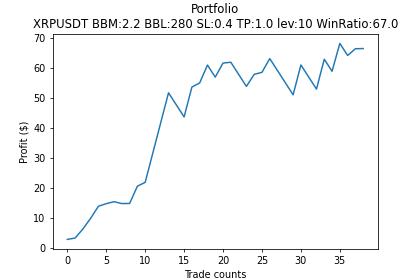 Portfolio
XRPUSDT BBM:2.2 BBL:280 SL:0.4 TP:1.0 lev:10 WinRatio:67.0
70
60
50
40
30
20
10
0
Profit ($)
0 5 10 15 20 25 30 35
Trade counts